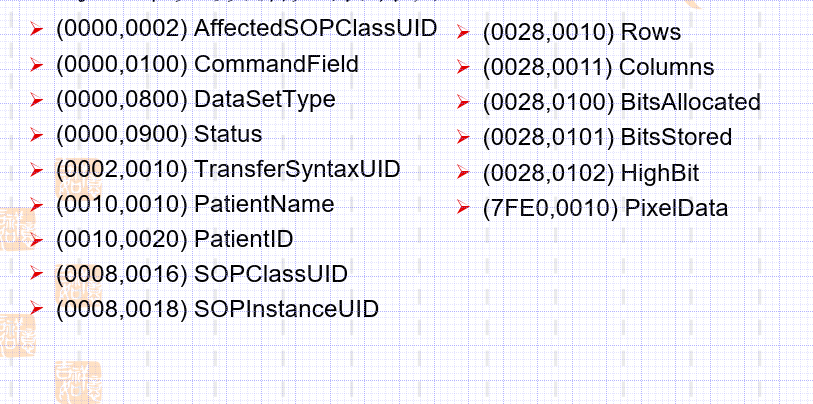 (0000,0002) AffectedSOPClassUID
(0000,0100) CommandField
(0000,0800) DataSetType
(0000,0900) Status
(0002,0010) TransferSyntaxUID
(0010,0010) PatientName
(0010,0020) PatientID
(0008,0016) SOPClassUID
(0008,0018) SOPInstanceUID
(0028,0010) Rows
(0028,0011) Columns
(0028,0100) BitsAllocated
(0028,0101) BitsStored
(0028,0102) HighBit
(7FE0,0010) PixelData